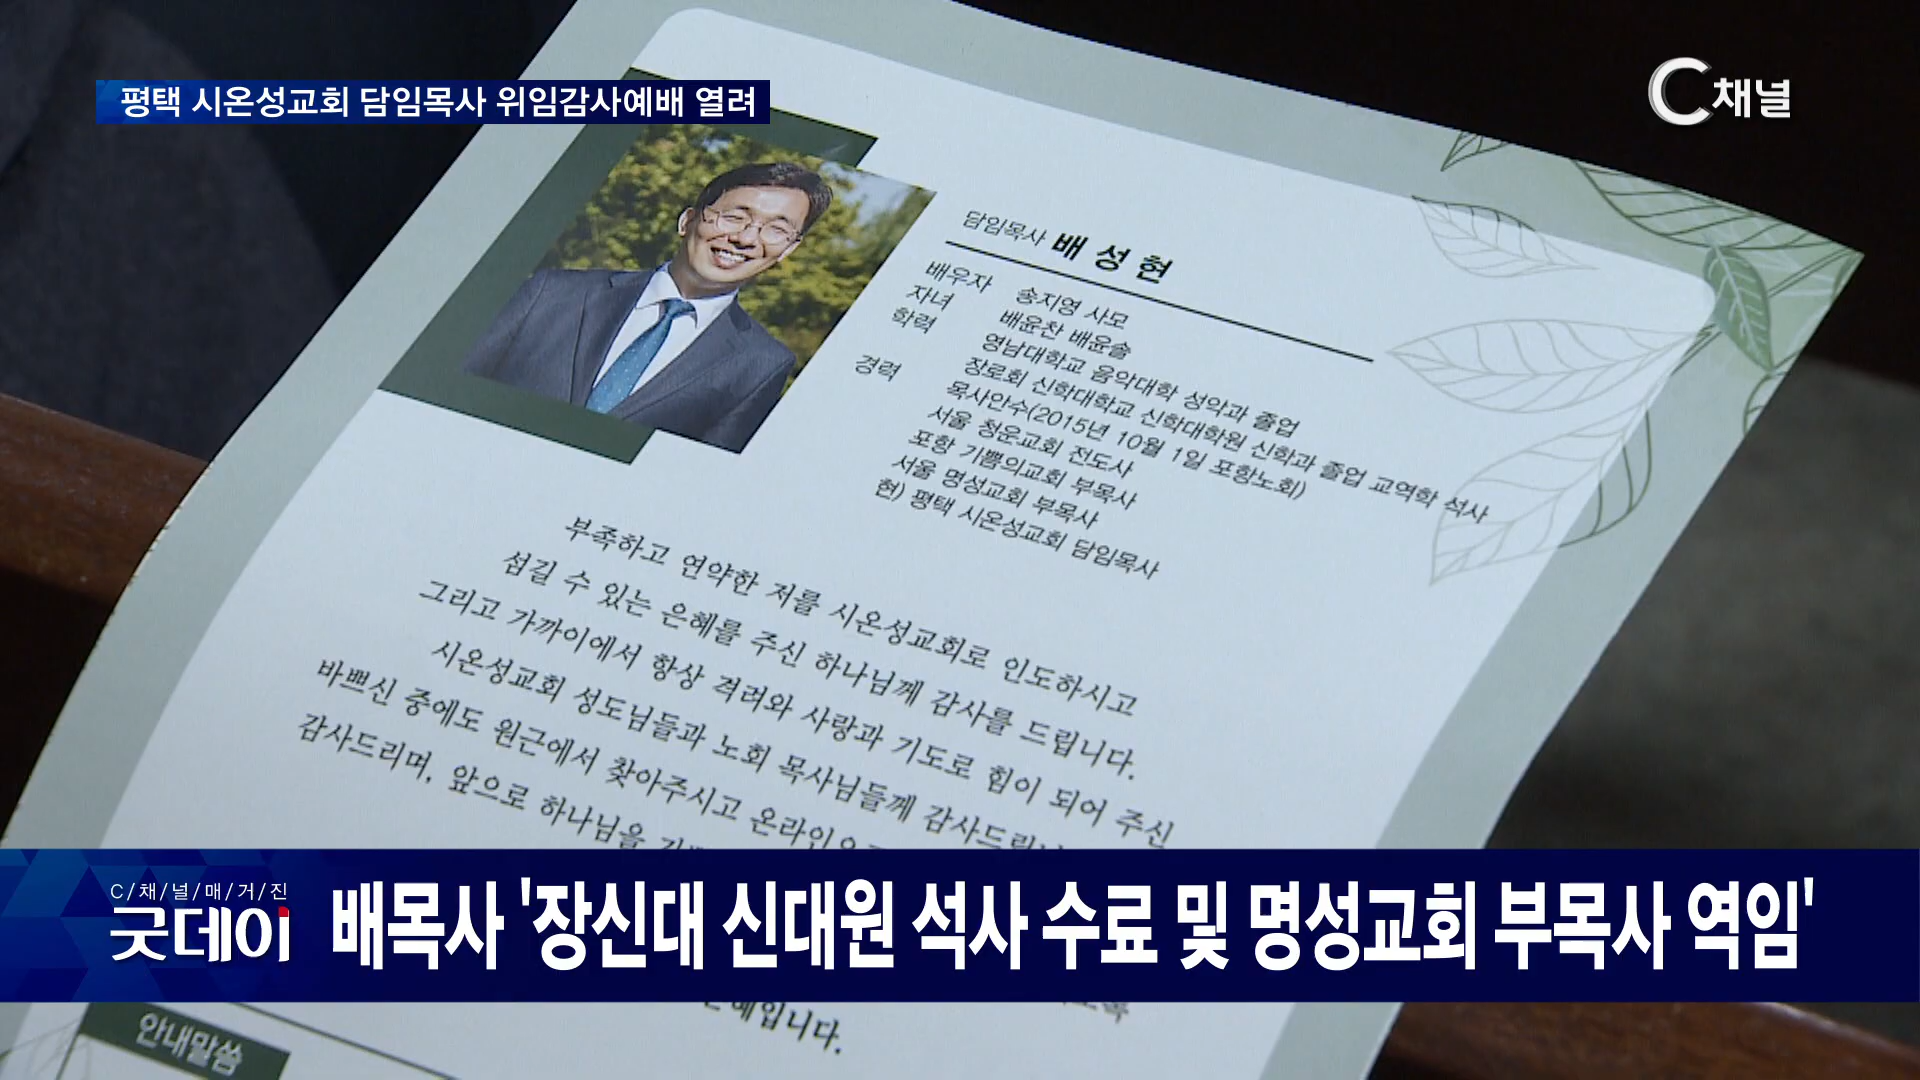 평택 시온성교회 담임목사 위임감사예배 열려
C채널
담임목사 배성현
배우자 송지영 사모
자녀 배윤찬 배윤솔
학력 영남대학교 음악대학 성악과 졸업
장로회 신학대학교 신학대학원 신학과 졸업 교역학 석사
경력 목사안수(2015년 10월 1일 포항노회)
서울 청운교회 전도사
포항 기쁨의교회 부목사
서울 명성교회 부목사
현) 평택 시온성교회 담임목사
부족하고 연약한 저를 시온성교회로 인도하시고
섬길 수 있는 은혜를 주신 하나님께 감사를 드립니다.
그리고 가까이에서 항상 격려와 사랑과 기도로 힘이 되어 주신
시온성교회 성도님들과 노회 목사님들께 감사드립
바쁘신 중에도 원근에서 찾아주시고 온라인으
감사드리며, 앞으로 하나님을
C/채/널/매/거/진
굿데이
배목사 '장신대 신대원 석사 수료 및 명성교회 부목사 역임'
은혜입니다.
안내말씀